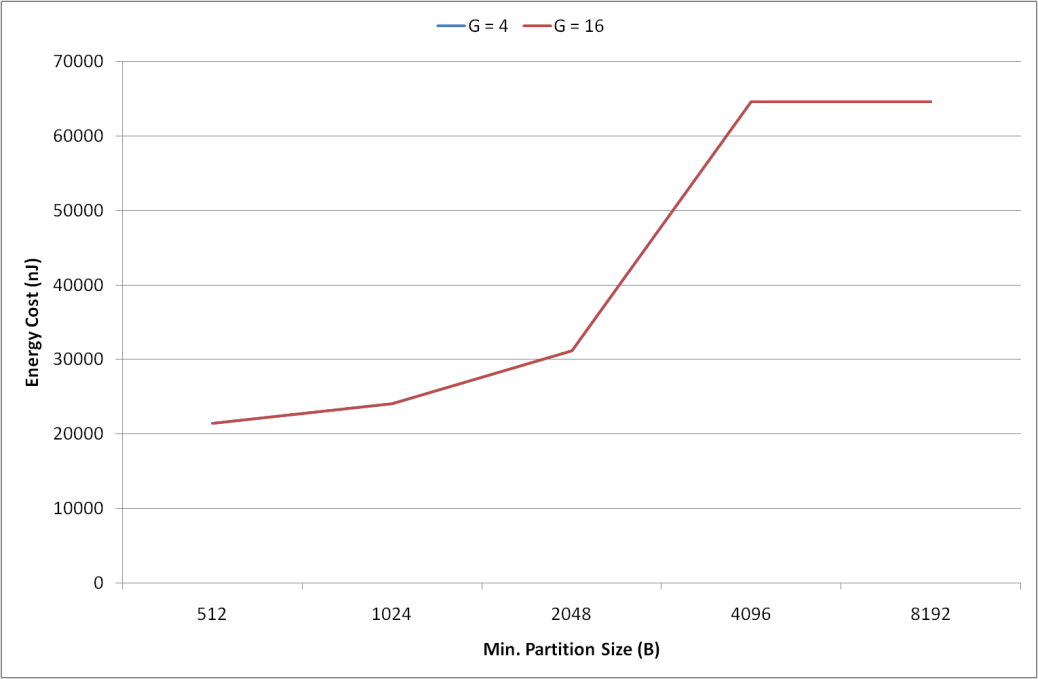 G = 4 G = 16
70000
60000
50000
40000
30000
20000
10000
0
Energy Cost (nJ)
512 1024 2048 4096 8192
Min. Partition Size (B)